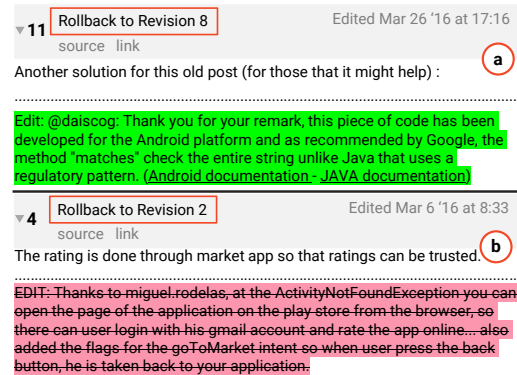 11 Rollback to Revision 8 Edited Mar 26 ‘16 at 17:16
source link
a
Another solution for this old post (for those that it might help) :
Edit: @daiscog: Thank you for your remark, this piece of code has been
developed for the Android platform and as recommended by Google, the
method "matches" check the entire string unlike Java that uses a
regulatory pattern. (Android documentation - JAVA documentation)
4 Rollback to Revision 2 Edited Mar 6 ‘16 at 8:33
source link
b
The rating is done through market app so that ratings can be trusted.
EDIT: Thanks to miguel.rodelas, at the ActivityNotFoundException you can
open the page of the application on the play store from the browser, so
there can user login with his gmail account and rate the app online... also
added the flags for the goToMarket intent so when user press the back
button, he is taken back to your application.